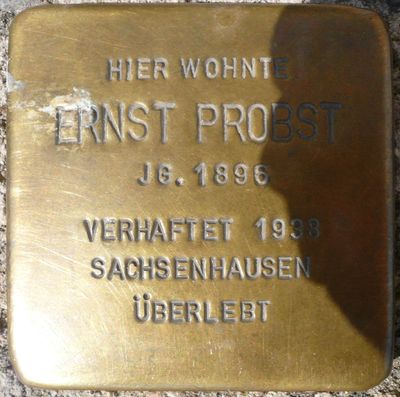 HIER WOHNTE
ERNST PROBST
JG. 1896
VERHAFTET 1938
SACHSENHAUSEN
ÜBERLEBT